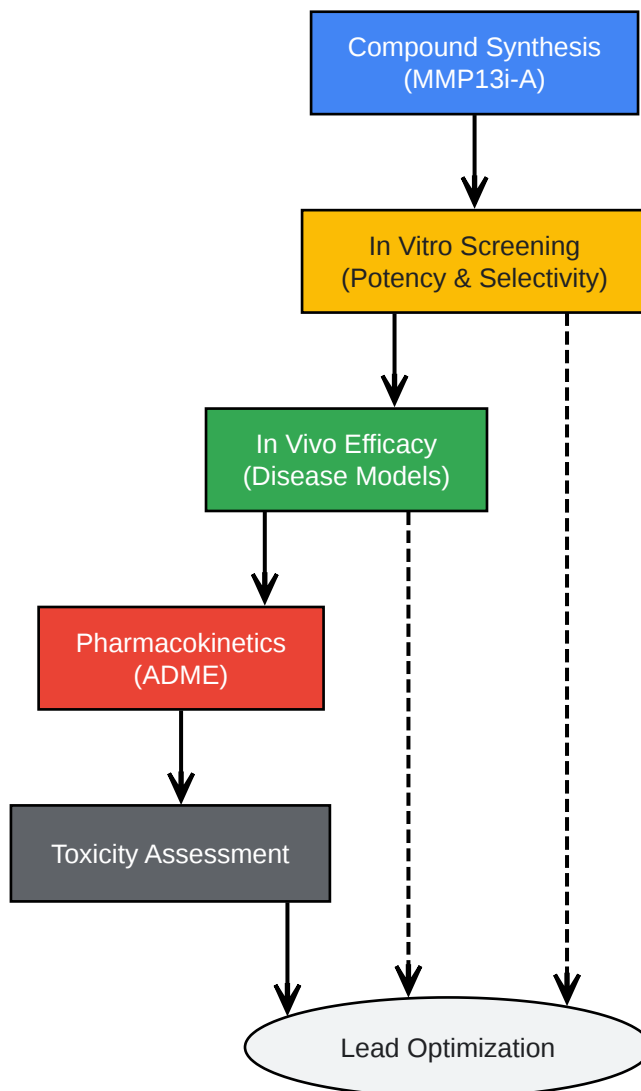 Compound Synthesis
(MMP13i-A)
In Vitro Screening
(Potency & Selectivity)
In Vivo Efficacy
(Disease Models)
Pharmacokinetics
(ADME)
Toxicity Assessment
Lead Optimization